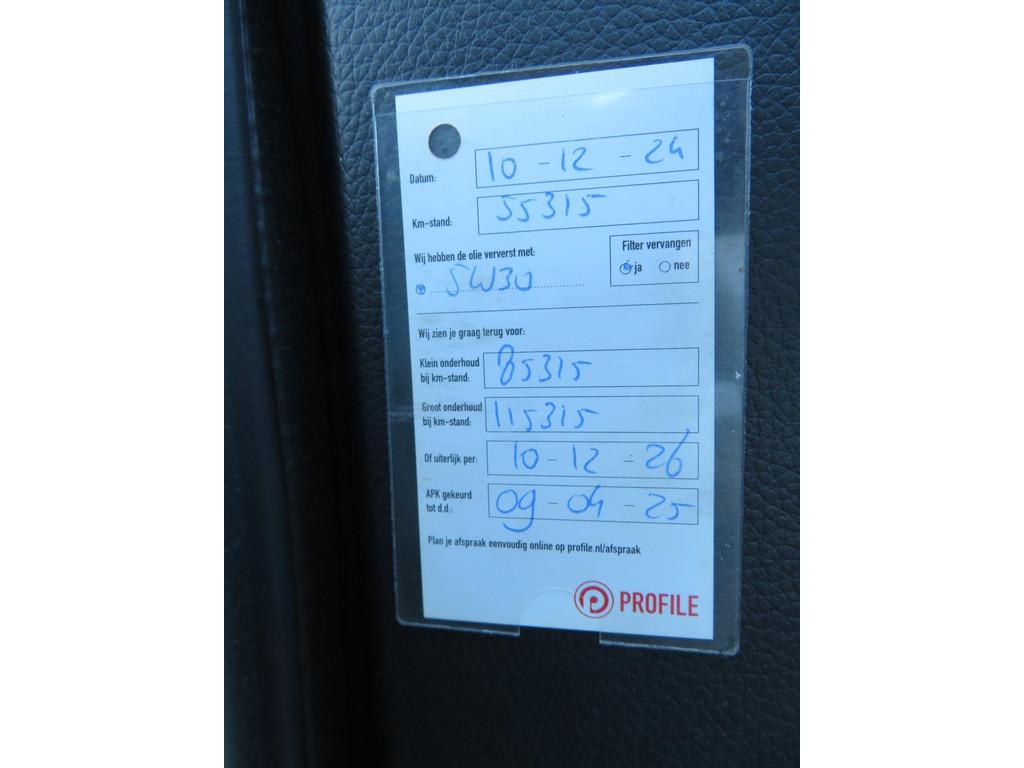 Datum: 10 - 12 - 24
Km-stand: 55315
Wij hebben de olie ververst met:
5W30
Filter vervangen
ja nee
Wij zien je graag terug voor:
Klein onderhoud
bij km-stand: 85315
Groot onderhoud
bij km-stand: 115315
Of uiterlijk per: 10 - 12 - 26
APK gekeurd
tot d.d.: 09 - 04 - 25
Plan je afspraak eenvoudig online op profile.nl/afspraak
PROFILE